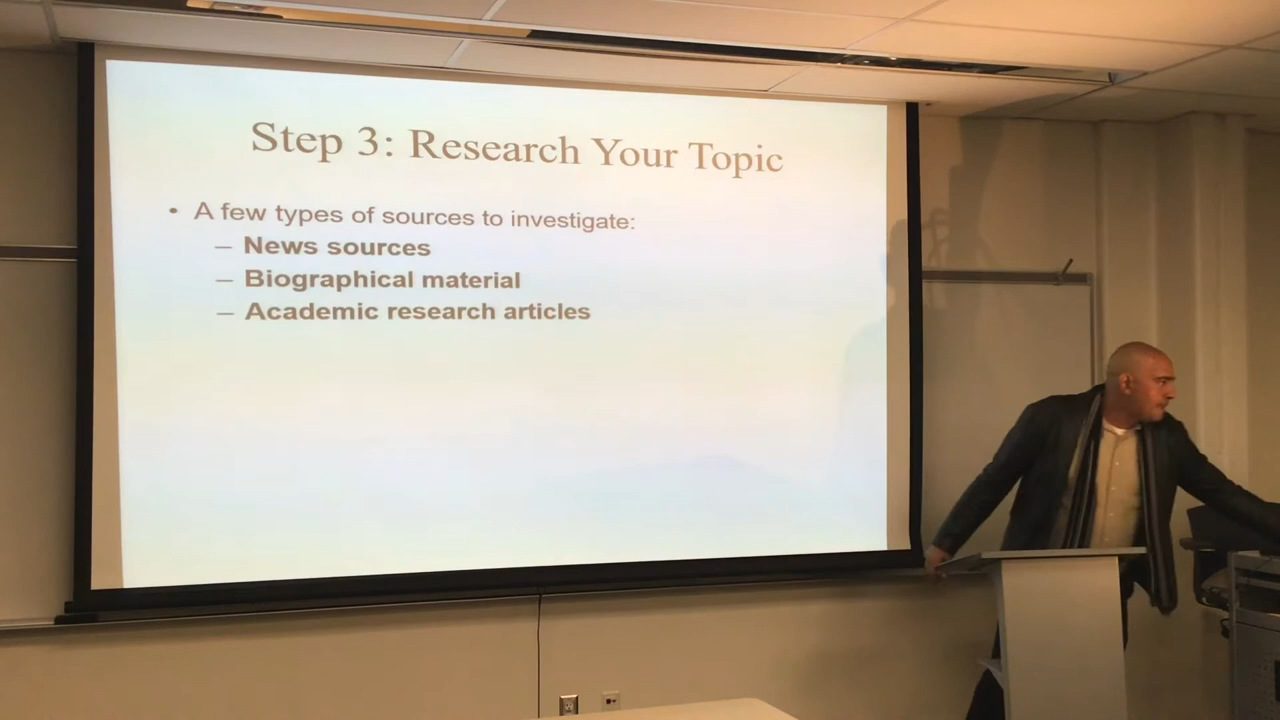 Step 3: Research Your Topic
• A few types of sources to investigate:
– News sources
– Biographical material
– Academic research articles